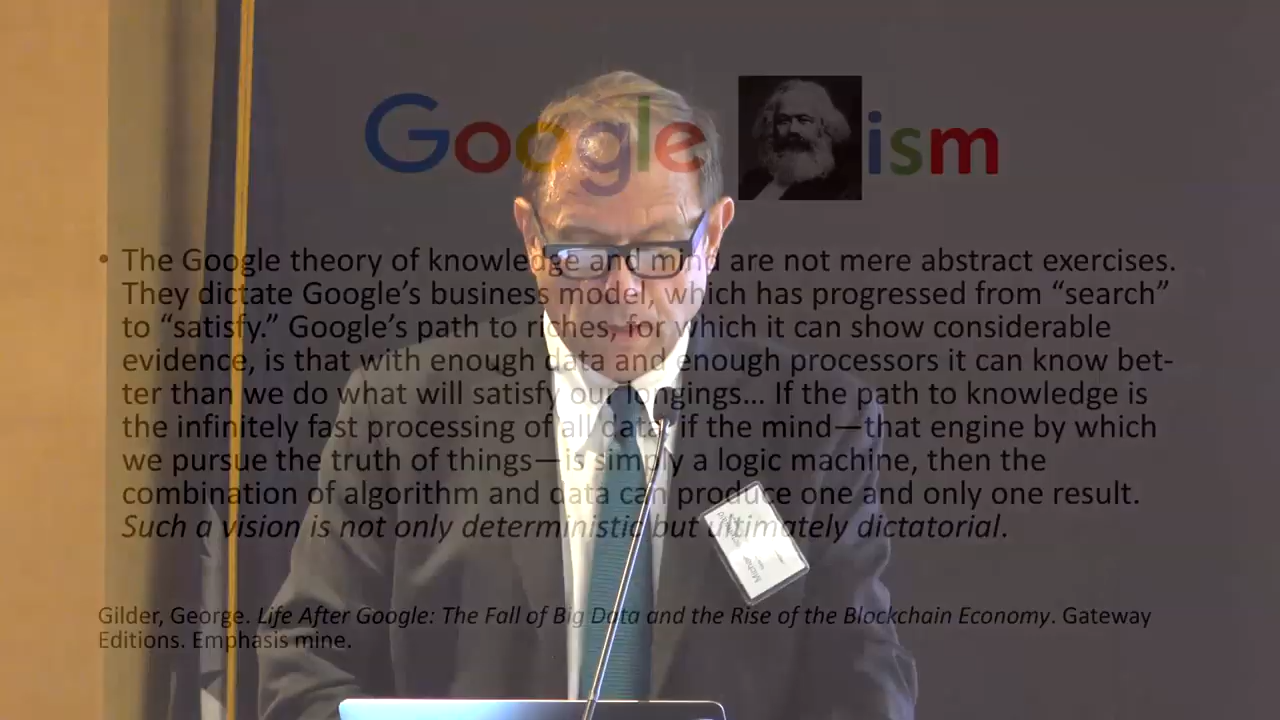 Google ism
• The Google theory of knowledge and mind are not mere abstract exercises.
They dictate Google’s business model, which has progressed from “search”
to “satisfy.” Google’s path to riches, for which it can show considerable
evidence, is that with enough data and enough processors it can know bet-
ter than we do what will satisfy our longings... If the path to knowledge is
the infinitely fast processing of all data, if the mind—that engine by which
we pursue the truth of things—is simply a logic machine, then the
combination of algorithm and data can produce one and only one result.
Such a vision is not only deterministic but ultimately dictatorial.
Gilder, George. Life After Google: The Fall of Big Data and the Rise of the Blockchain Economy. Gateway
Editions. Emphasis mine.